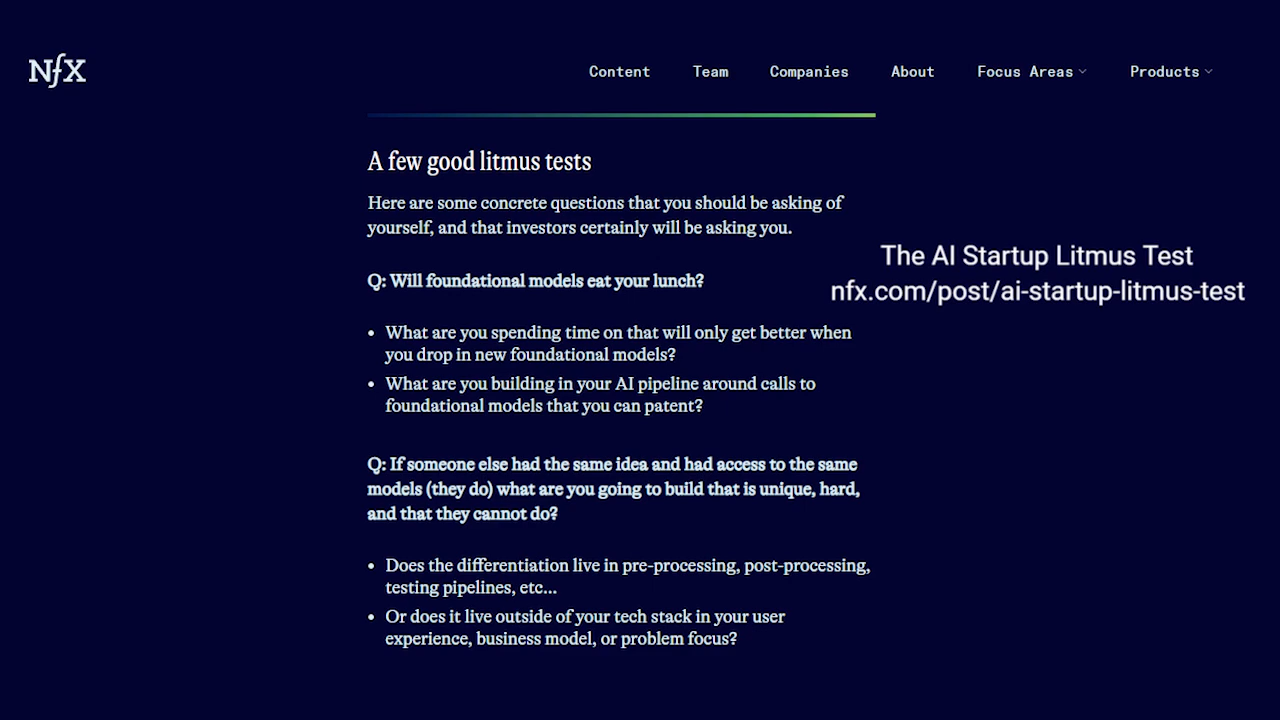 NfX
Content Team Companies About Focus Areas Products
A few good litmus tests
Here are some concrete questions that you should be asking of
yourself, and that investors certainly will be asking you.
The AI Startup Litmus Test
nfx.com/post/ai-startup-litmus-test
Q: Will foundational models eat your lunch?
• What are you spending time on that will only get better when
you drop in new foundational models?
• What are you building in your AI pipeline around calls to
foundational models that you can patent?
Q: If someone else had the same idea and had access to the same
models (they do) what are you going to build that is unique, hard,
and that they cannot do?
• Does the differentiation live in pre-processing, post-processing,
testing pipelines, etc...
• Or does it live outside of your tech stack in your user
experience, business model, or problem focus?